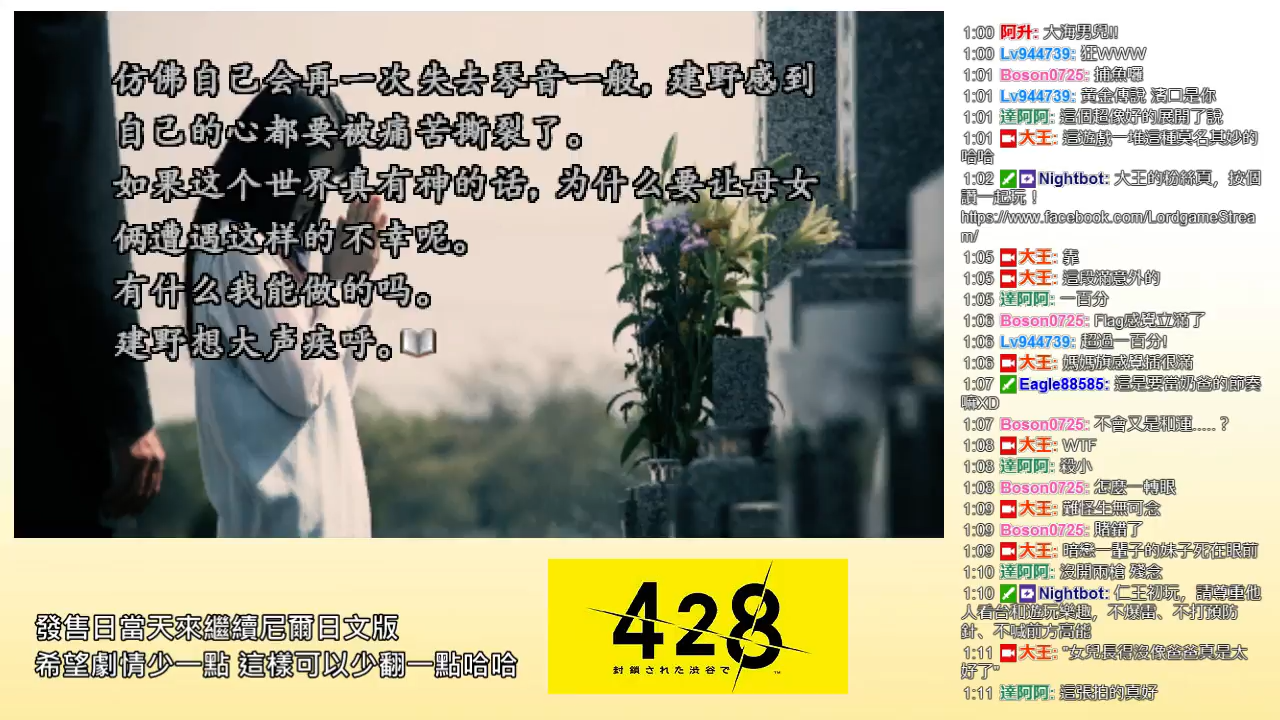 仿佛自己会再一次失去琴音一般，建野感到
自己的心都要被痛苦撕裂了。
如果这个世界真有神的话，为什么要让母女
俩遭遇这样的不幸呢。
有什么我能做的吗。
建野想大声疾呼。
發售日當天來繼續尼爾日文版
希望劇情少一點 這樣可以少翻一點哈哈
428
封鎖された渋谷で
TM
1:00 阿升: 大海男兒!!
1:00 Lv944739: 狂WWW
1:01 Boson0725: 捕魚囉
1:01 Lv944739: 黃金傳說 濱口是你
1:01 達阿阿: 這個超像好的展開了說
1:01 大王: 這遊戲一堆這種莫名其妙的
哈哈
1:02 Nightbot: 大王的粉絲頁，按個
讚一起玩！
https://www.facebook.com/LordgameStrea
m/
1:05 大王: 靠
1:05 大王: 這段滿意外的
1:05 達阿阿: 一百分
1:06 Boson0725: Flag感覺立滿了
1:06 Lv944739: 超過一百分!
1:06 大王: 媽媽旗感覺插很滿
1:07 Eagle88585: 這是要當奶爸的節奏
嘛XD
1:07 Boson0725: 不會又是和運.....？
1:08 大王: WTF
1:08 達阿阿: 殺小
1:08 Boson0725: 怎麼一轉眼
1:09 大王: 難怪生無可念
1:09 Boson0725: 賭錯了
1:09 大王: 暗戀一輩子的妹子死在眼前
1:10 達阿阿: 沒開兩槍 殘念
1:10 Nightbot: 仁王初玩，請尊重他
人看台和遊玩樂趣，不爆雷、不打預防
針、不喊前方高能
1:11 大王: "女兒長得沒像爸爸真是太
好了"
1:11 達阿阿: 這張拍的真好